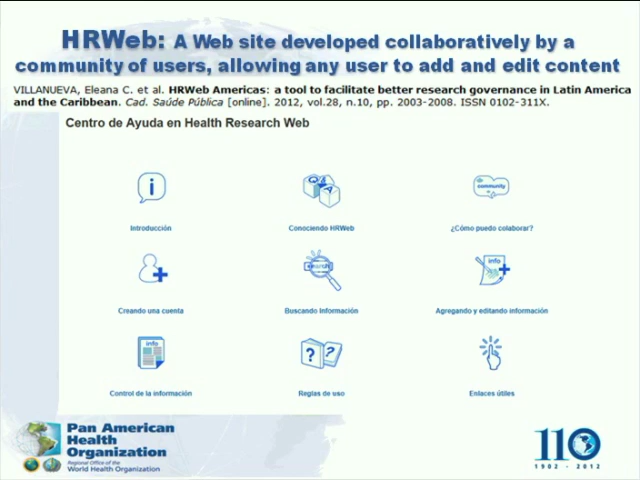 HRWeb: A Web site developed collaboratively by a
community of users, allowing any user to add and edit content
VILLANUEVA, Eleana C. et al. HRWeb Americas: a tool to facilitate better research governance in Latin America
and the Caribbean. Cad. Saúde Pública [online]. 2012, vol.28, n.10, pp. 2003-2008. ISSN 0102-311X.
Centro de Ayuda en Health Research Web
i
Q & A
community
Introducción
Conociendo HRWeb
¿Cómo puedo colaborar?
search
info
Creando una cuenta
Buscando Información
Agregando y editando información
info
? ?
Control de la información
Reglas de uso
Enlaces útiles
Pan American
Health
Organization
Regional Office of the
World Health Organization
110
1902 - 2012